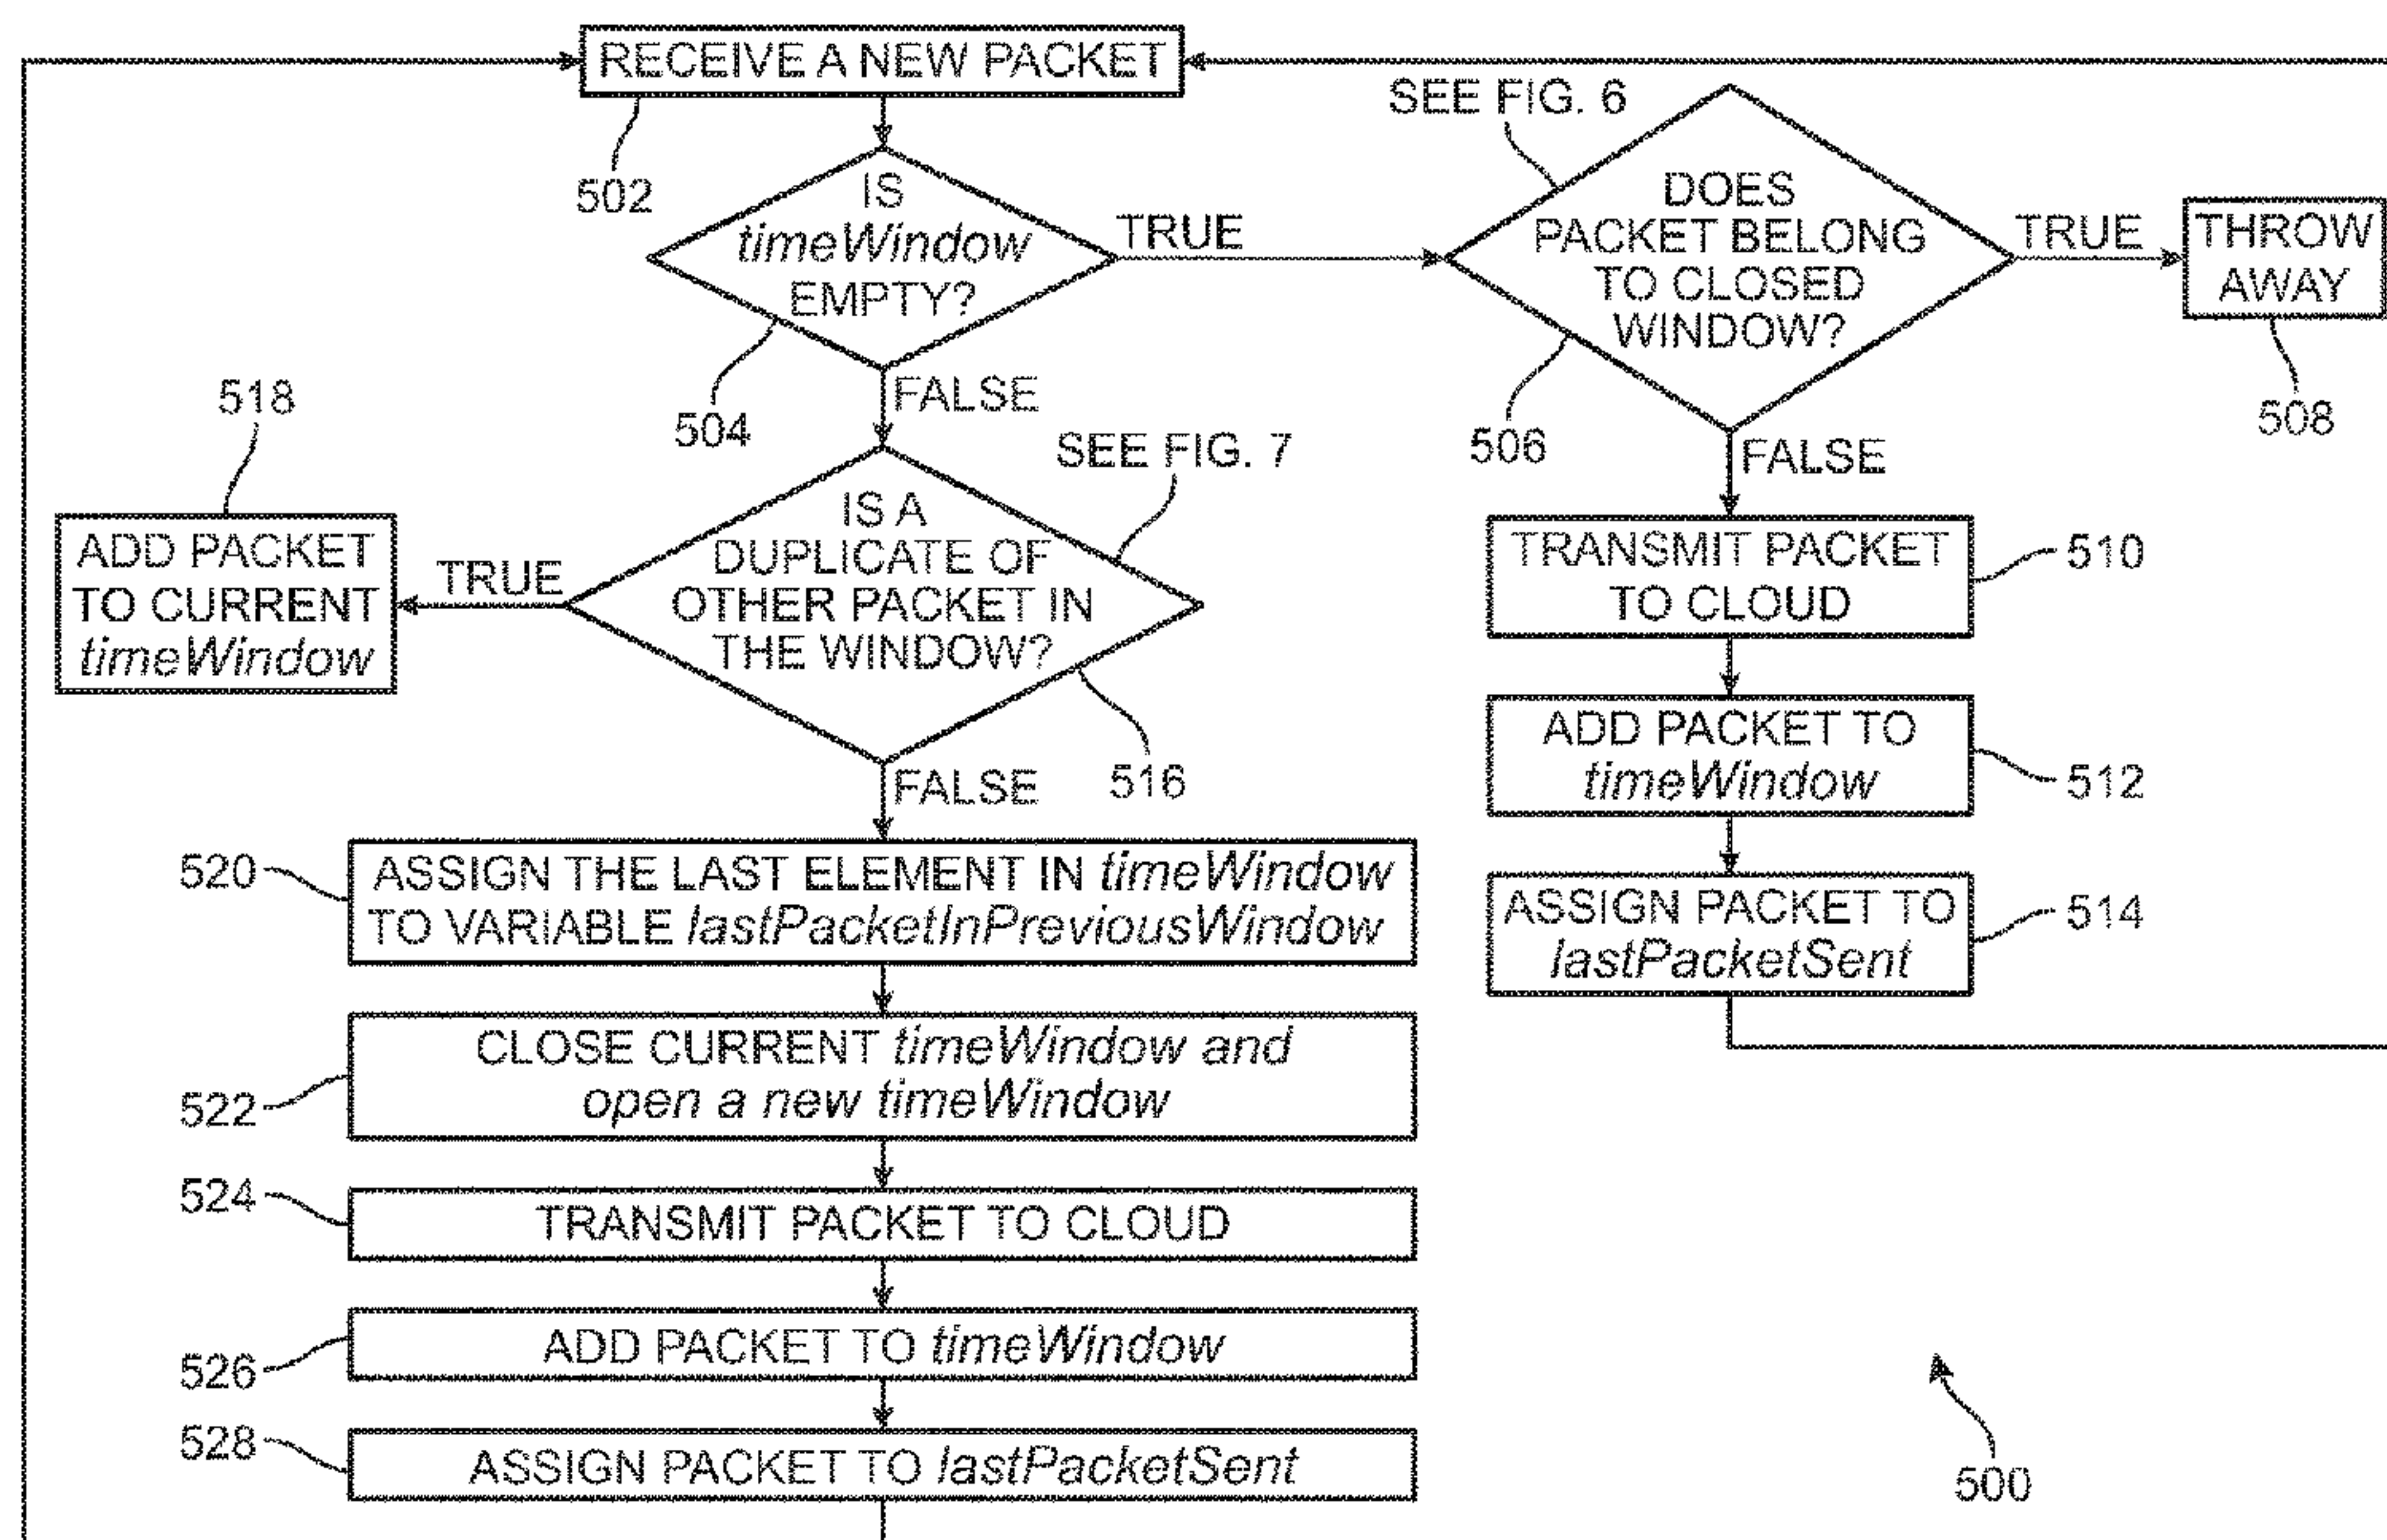 RECEIVE A NEW PACKET
502
IS
timeWindow
EMPTY?
504
TRUE
FALSE
SEE FIG. 6
DOES
PACKET BELONG
TO CLOSED
WINDOW?
506
TRUE
THROW
AWAY
508
FALSE
TRANSMIT PACKET
TO CLOUD
510
ADD PACKET TO
timeWindow
512
ASSIGN PACKET TO
lastPacketSent
514
SEE FIG. 7
IS A
DUPLICATE OF
OTHER PACKET IN
THE WINDOW?
516
TRUE
518
ADD PACKET
TO CURRENT
timeWindow
FALSE
520
ASSIGN THE LAST ELEMENT IN timeWindow
TO VARIABLE lastPacketInPreviousWindow
522
CLOSE CURRENT timeWindow and
open a new timeWindow
524
TRANSMIT PACKET TO CLOUD
526
ADD PACKET TO timeWindow
528
ASSIGN PACKET TO lastPacketSent
500